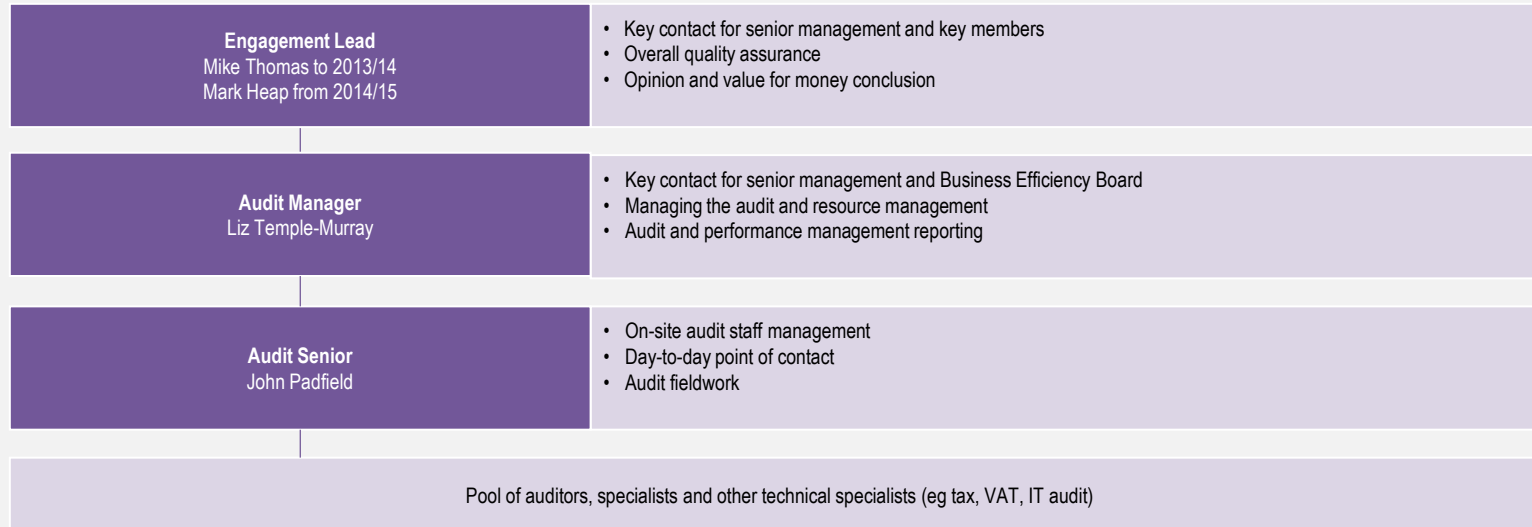 Engagement Lead
Mike Thomas to 2013/14
Mark Heap from 2014/15
• Key contact for senior management and key members
• Overall quality assurance
• Opinion and value for money conclusion
Audit Manager
Liz Temple-Murray
• Key contact for senior management and Business Efficiency Board
• Managing the audit and resource management
• Audit and performance management reporting
Audit Senior
John Padfield
• On-site audit staff management
• Day-to-day point of contact
• Audit fieldwork
Pool of auditors, specialists and other technical specialists (eg tax, VAT, IT audit)